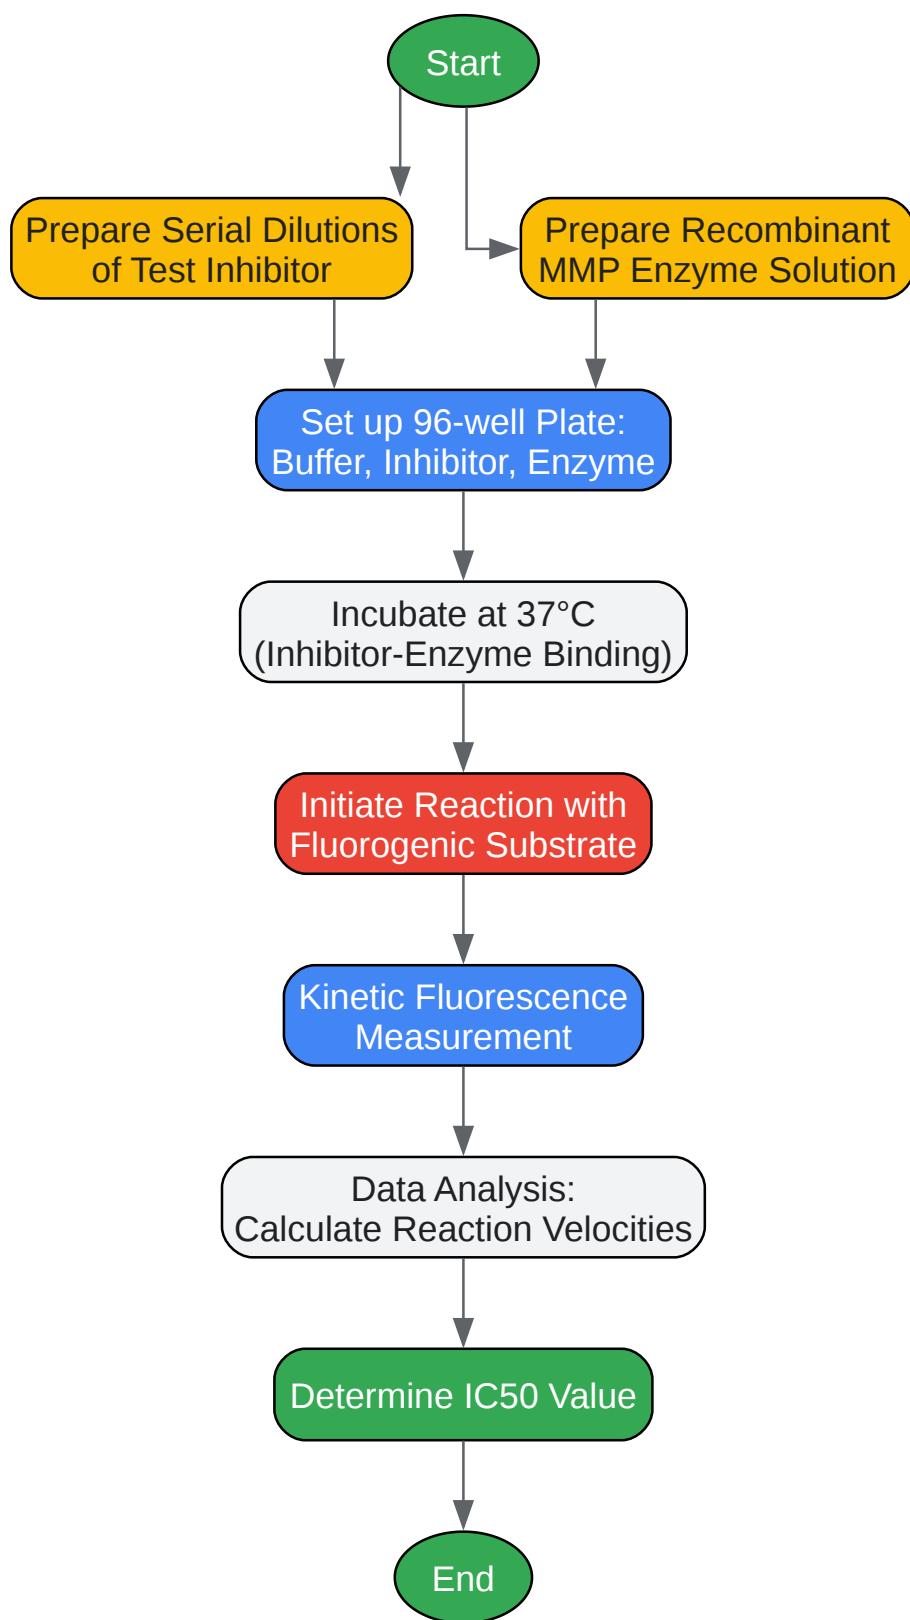 Start
Prepare Serial Dilutions
of Test Inhibitor
Prepare Recombinant
MMP Enzyme Solution
Set up 96-well Plate:
Buffer, Inhibitor, Enzyme
Incubate at 37°C
(Inhibitor-Enzyme Binding)
Initiate Reaction with
Fluorogenic Substrate
Kinetic Fluorescence
Measurement
Data Analysis:
Calculate Reaction Velocities
Determine IC50 Value
End